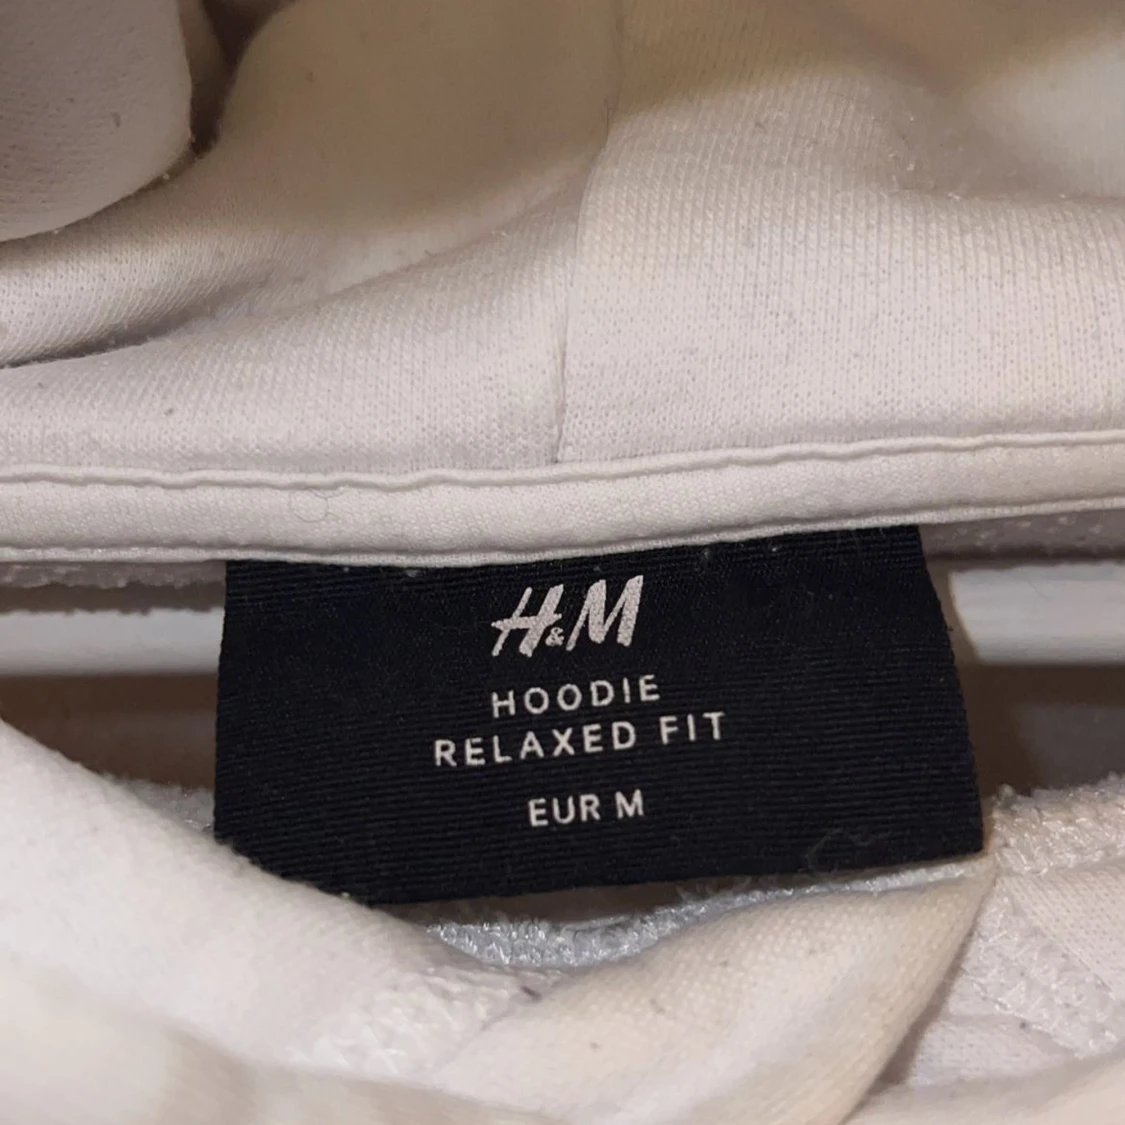 H&M
HOODIE
RELAXED FIT
EUR M